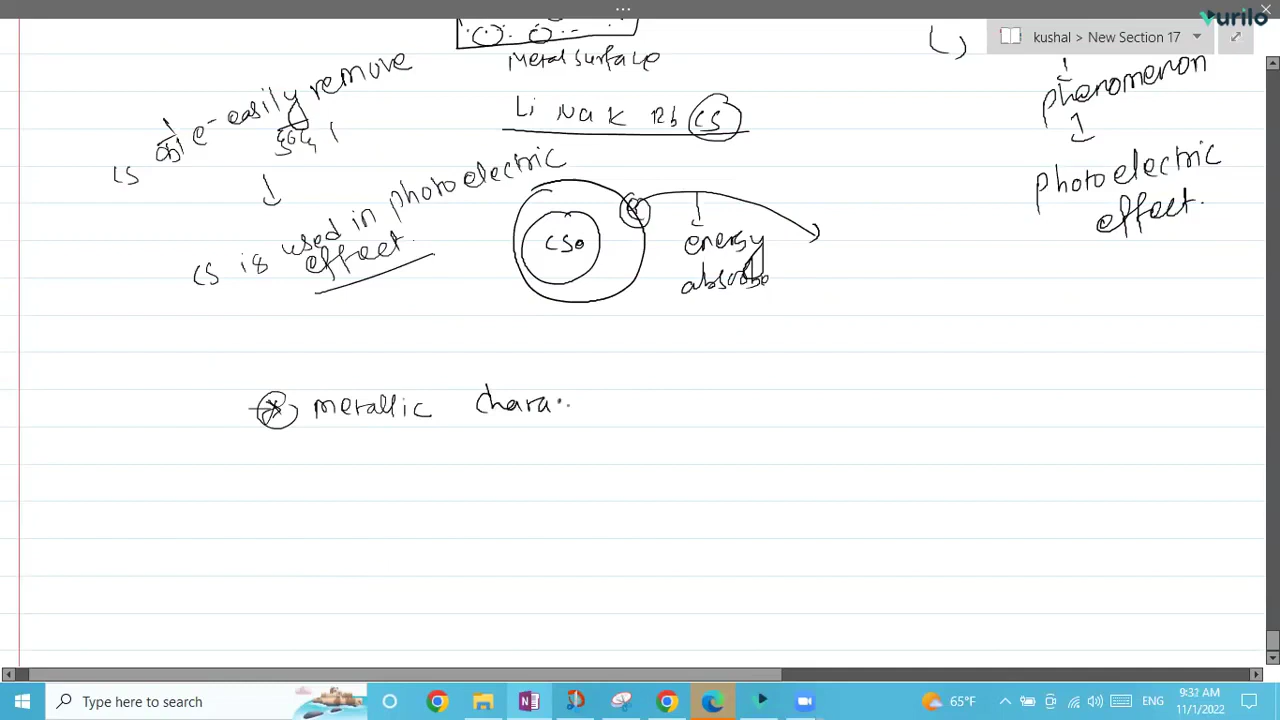 Yurilo
kushal > New Section 17
Metal surface
Li Na K Rb Cs
phenomenon
photoelectric
effect.
Cs e- easily remove
Cs is used in photoelectric
effect.
Cs
energy
absorbe
metallic chara
Type here to search
65°F
ENG
9:32 AM
11/1/2022